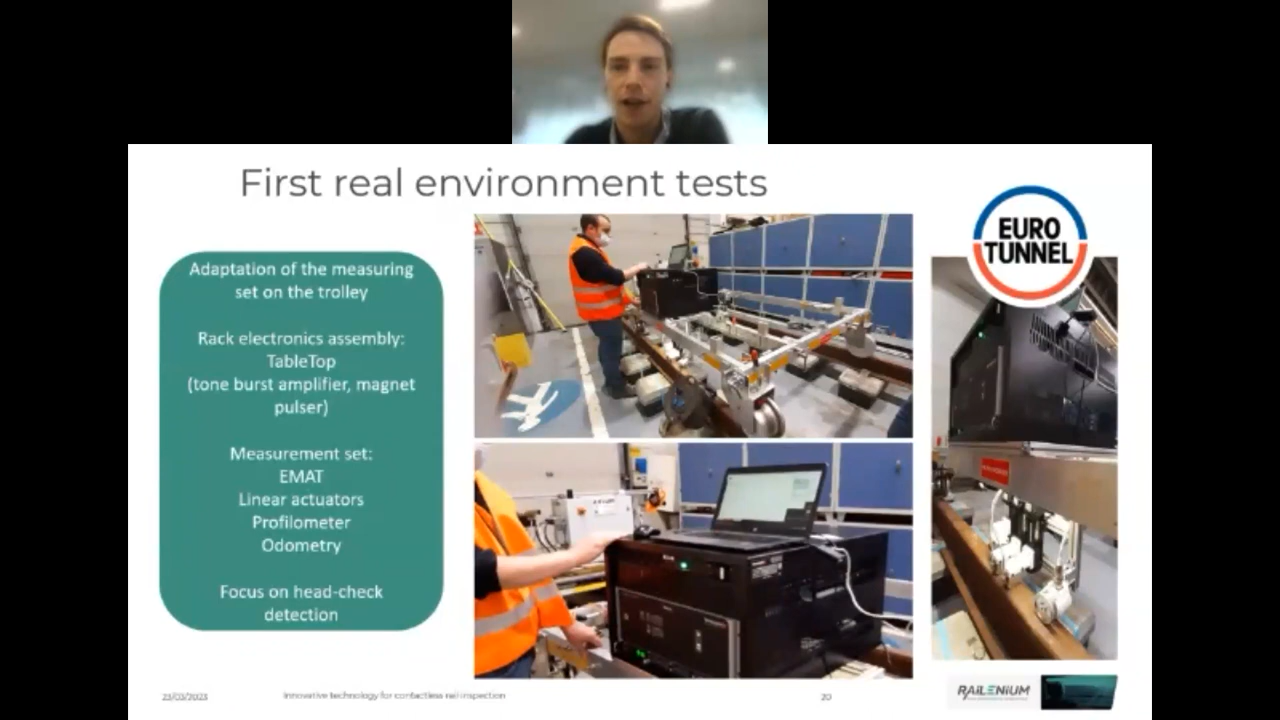 First real environment tests
EURO
TUNNEL
Adaptation of the measuring
set on the trolley
Rack electronics assembly:
TableTop
(tone burst amplifier, magnet
pulser)
Measurement set:
EMAT
Linear actuators
Profilometer
Odometry
Focus on head-check
detection
23/03/2023
Innovative technology for contactless rail inspection
20
RAILENIUM